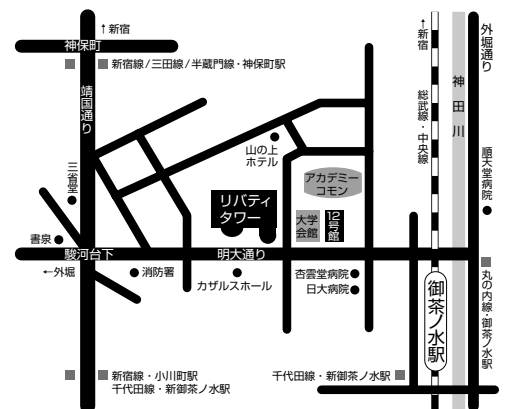 ↑新宿
神保町
新宿線/三田線/半蔵門線・神保町駅
靖国通り
三省堂
書泉
駿河台下
←外堀
消防署
明大通り
カザルスホール
山の上
ホテル
リバティ
タワー
アカデミー
コモン
大学
会館
12号館
杏雲堂病院
日大病院
新宿線・小川町駅
千代田線・新御茶ノ水駅
千代田線・新御茶ノ水駅
←新宿
総武線・中央線
神田川
外堀通り
順天堂病院
御茶ノ水駅
丸の内線・御茶ノ水駅